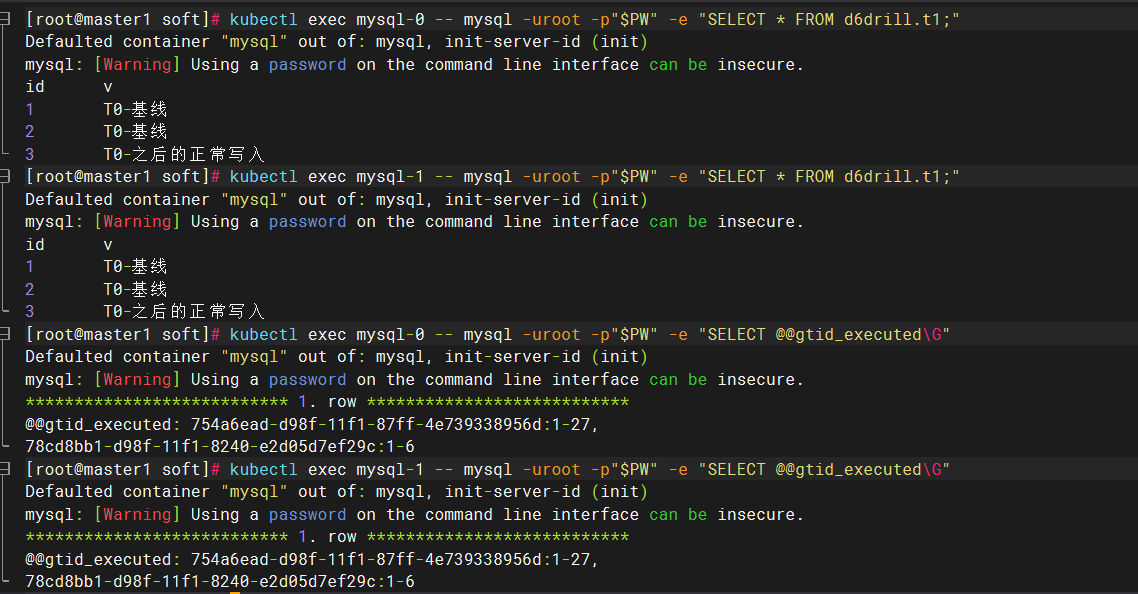 [root@master1 soft]# kubectl exec mysql-0 -- mysql -uroot -p"$PW" -e "SELECT * FROM d6drill.t1;"
Defaulted container "mysql" out of: mysql, init-server-id (init)
mysql: [Warning] Using a password on the command line interface can be insecure.
id v
1 T0-基线
2 T0-基线
3 T0-之后的正常写入
[root@master1 soft]# kubectl exec mysql-1 -- mysql -uroot -p"$PW" -e "SELECT * FROM d6drill.t1;"
Defaulted container "mysql" out of: mysql, init-server-id (init)
mysql: [Warning] Using a password on the command line interface can be insecure.
id v
1 T0-基线
2 T0-基线
3 T0-之后的正常写入
[root@master1 soft]# kubectl exec mysql-0 -- mysql -uroot -p"$PW" -e "SELECT @@gtid_executed\G"
Defaulted container "mysql" out of: mysql, init-server-id (init)
mysql: [Warning] Using a password on the command line interface can be insecure.
*************************** 1. row ***************************
@@gtid_executed: 754a6ead-d98f-11f1-87ff-4e739338956d:1-27,
78cd8bb1-d98f-11f1-8240-e2d05d7ef29c:1-6
[root@master1 soft]# kubectl exec mysql-1 -- mysql -uroot -p"$PW" -e "SELECT @@gtid_executed\G"
Defaulted container "mysql" out of: mysql, init-server-id (init)
mysql: [Warning] Using a password on the command line interface can be insecure.
*************************** 1. row ***************************
@@gtid_executed: 754a6ead-d98f-11f1-87ff-4e739338956d:1-27,
78cd8bb1-d98f-11f1-8240-e2d05d7ef29c:1-6